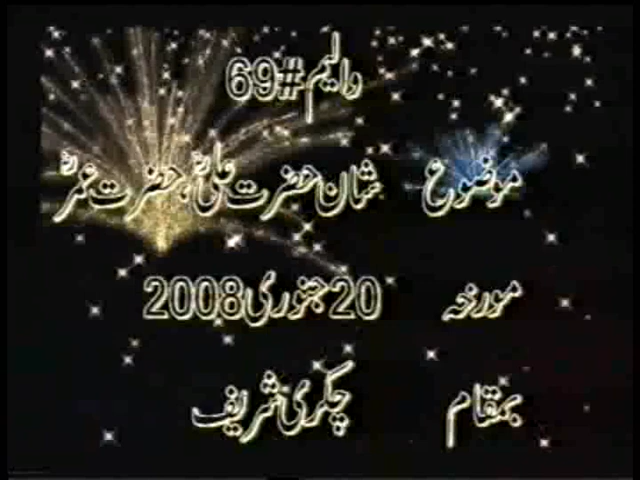 والیم#69
موضوع شان حضرت علیؓ، حضرت عمرؓ
مورخہ 20 جنوری 2008
بمقام چکری شریف